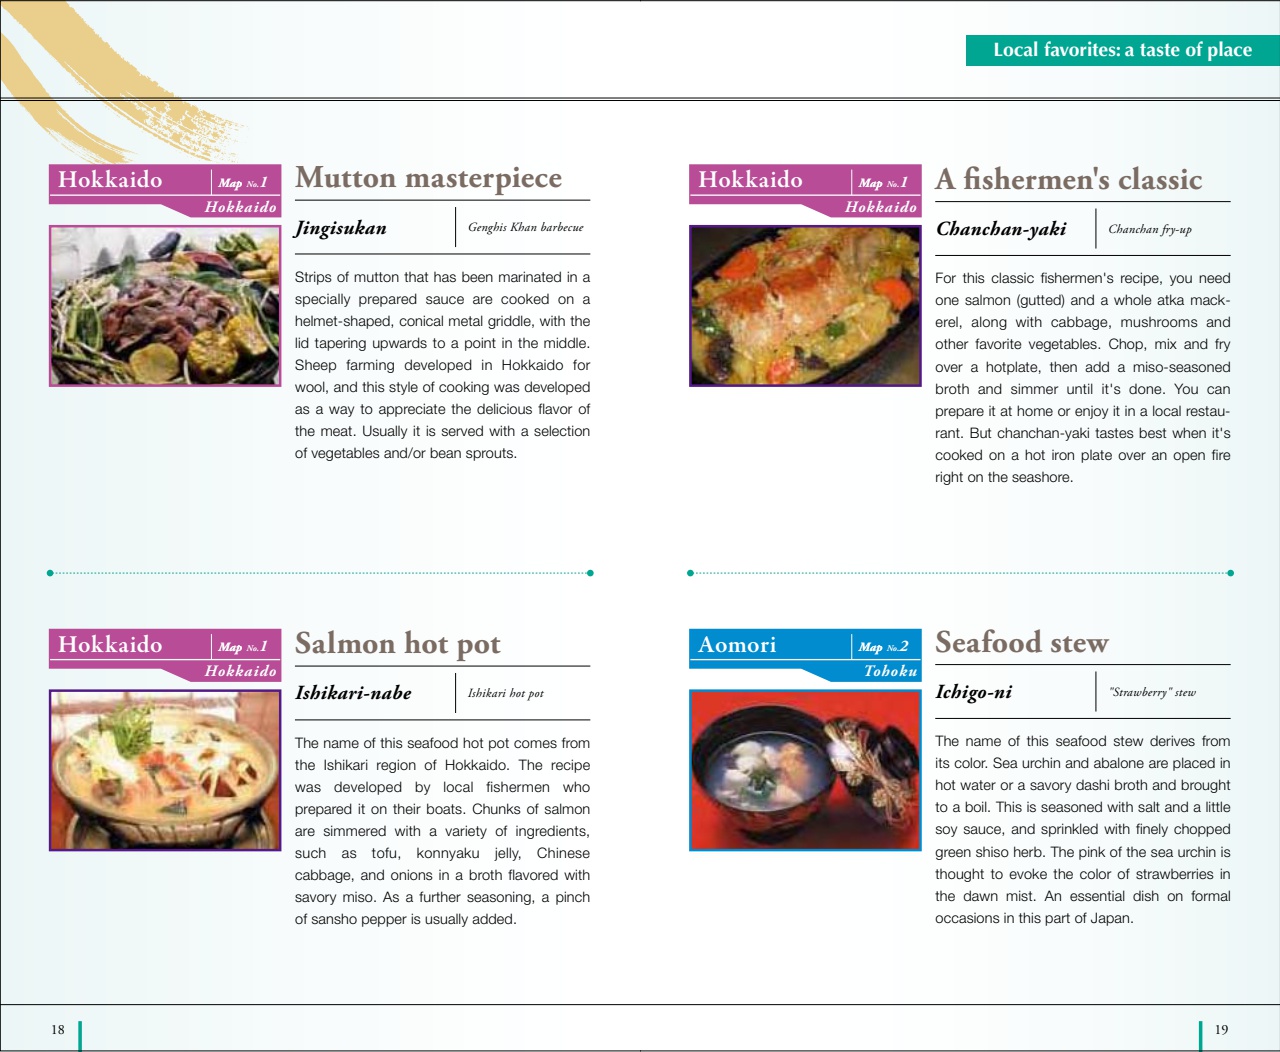 Local favorites: a taste of place
Hokkaido
Map No.1
Hokkaido
Mutton masterpiece
Jingisukan
Genghis Khan barbecue
Strips of mutton that has been marinated in a
specially prepared sauce are cooked on a
helmet-shaped, conical metal griddle, with the
lid tapering upwards to a point in the middle.
Sheep farming developed in Hokkaido for
wool, and this style of cooking was developed
as a way to appreciate the delicious flavor of
the meat. Usually it is served with a selection
of vegetables and/or bean sprouts.
Hokkaido
Map No.1
Hokkaido
Salmon hot pot
Ishikari-nabe
Ishikari hot pot
The name of this seafood hot pot comes from
the Ishikari region of Hokkaido. The recipe
was developed by local fishermen who
prepared it on their boats. Chunks of salmon
are simmered with a variety of ingredients,
such as tofu, konnyaku jelly, Chinese
cabbage, and onions in a broth flavored with
savory miso. As a further seasoning, a pinch
of sansho pepper is usually added.
18
Hokkaido
Map No.1
Hokkaido
A fishermen's classic
Chanchan-yaki
Chanchan fry-up
For this classic fishermen's recipe, you need
one salmon (gutted) and a whole atka mack-
erel, along with cabbage, mushrooms and
other favorite vegetables. Chop, mix and fry
over a hotplate, then add a miso-seasoned
broth and simmer until it's done. You can
prepare it at home or enjoy it in a local restau-
rant. But chanchan-yaki tastes best when it's
cooked on a hot iron plate over an open fire
right on the seashore.
Aomori
Map No.2
Tohoku
Seafood stew
Ichigo-ni
"Strawberry" stew
The name of this seafood stew derives from
its color. Sea urchin and abalone are placed in
hot water or a savory dashi broth and brought
to a boil. This is seasoned with salt and a little
soy sauce, and sprinkled with finely chopped
green shiso herb. The pink of the sea urchin is
thought to evoke the color of strawberries in
the dawn mist. An essential dish on formal
occasions in this part of Japan.
19